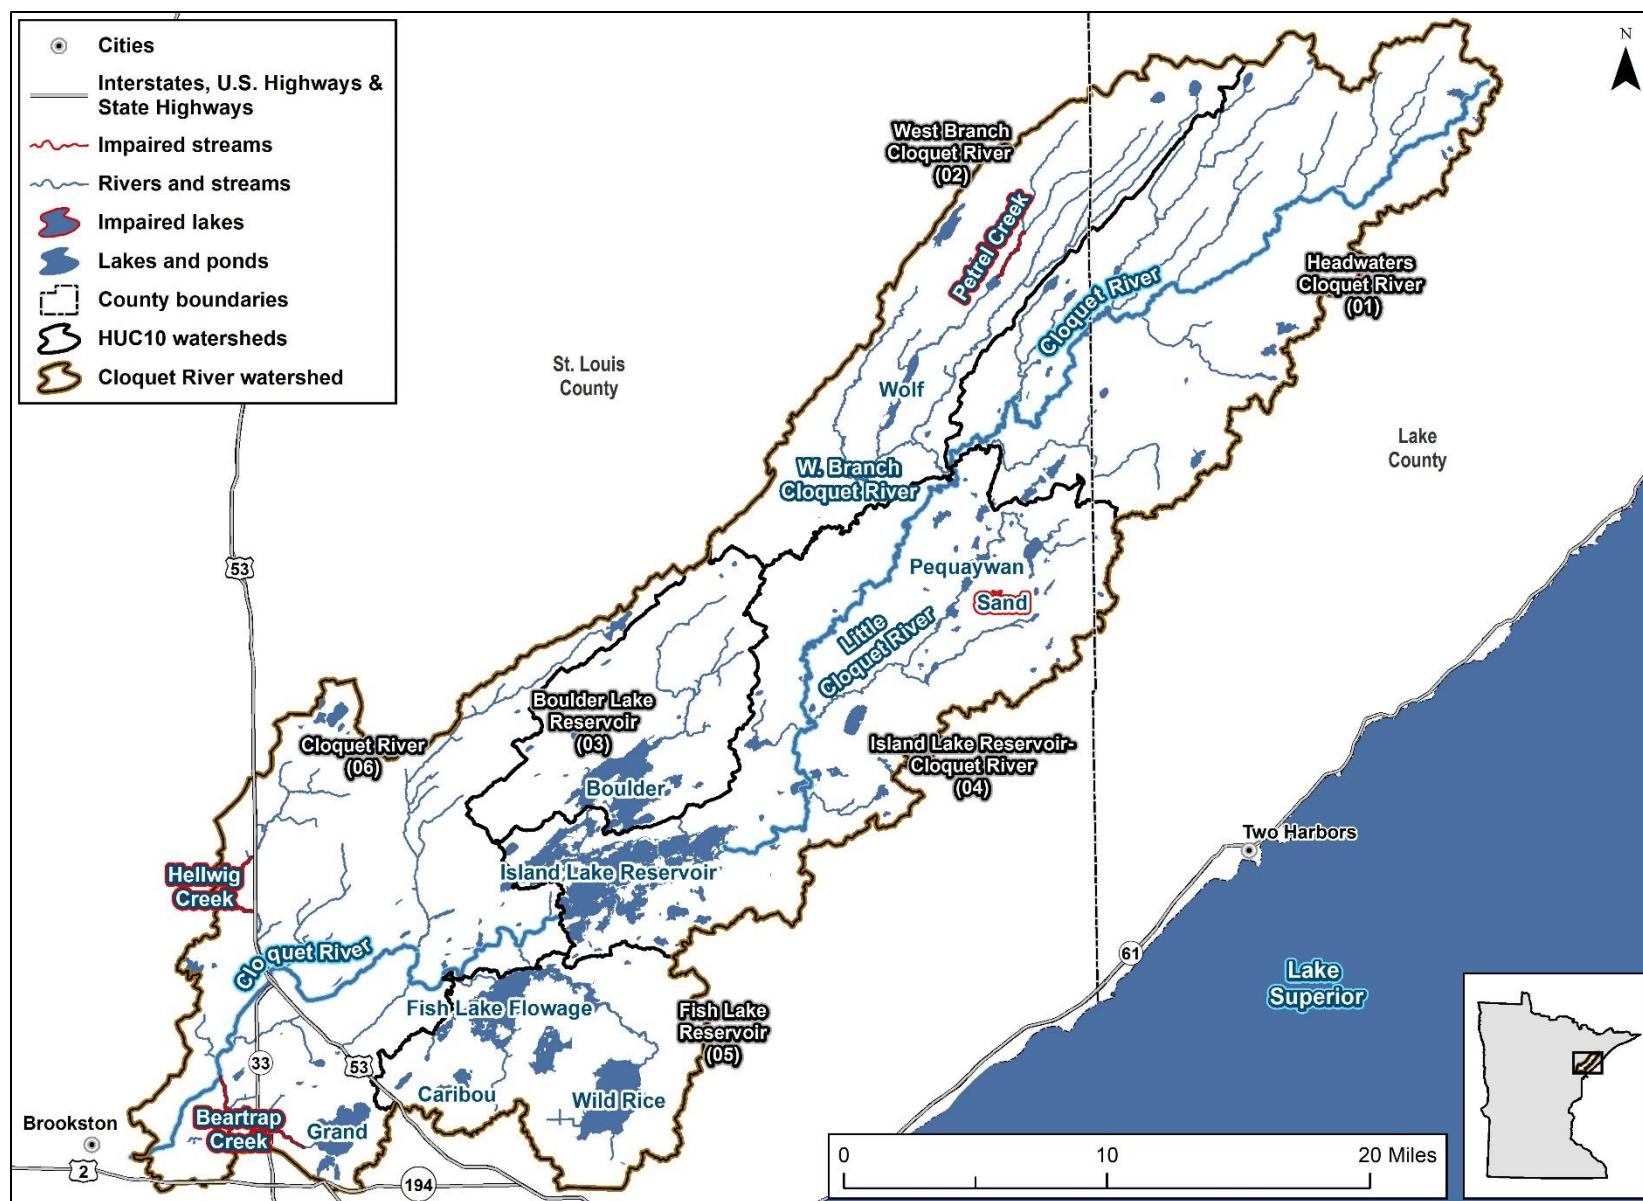 Cities
Interstates, U.S. Highways &
State Highways
Impaired streams
Rivers and streams
Impaired lakes
Lakes and ponds
County boundaries
HUC10 watersheds
Cloquet River watershed
N
West Branch
Cloquet River
(02)
Petrel Creek
Headwaters
Cloquet River
(01)
Cloquet River
St. Louis
County
Wolf
Lake
County
W. Branch
Cloquet River
53
Pequaywan
Sand
Little
Cloquet River
Boulder Lake
Reservoir
(03)
Cloquet River
(06)
Island Lake Reservoir-
Cloquet River
(04)
Boulder
Two Harbors
Island Lake Reservoir
Hellwig
Creek
Cloquet River
61
Lake
Superior
Fish Lake Flowage
Fish Lake
Reservoir
(05)
33
53
Caribou
Wild Rice
Brookston
Beartrap
Creek
Grand
2
194
0
10
20 Miles